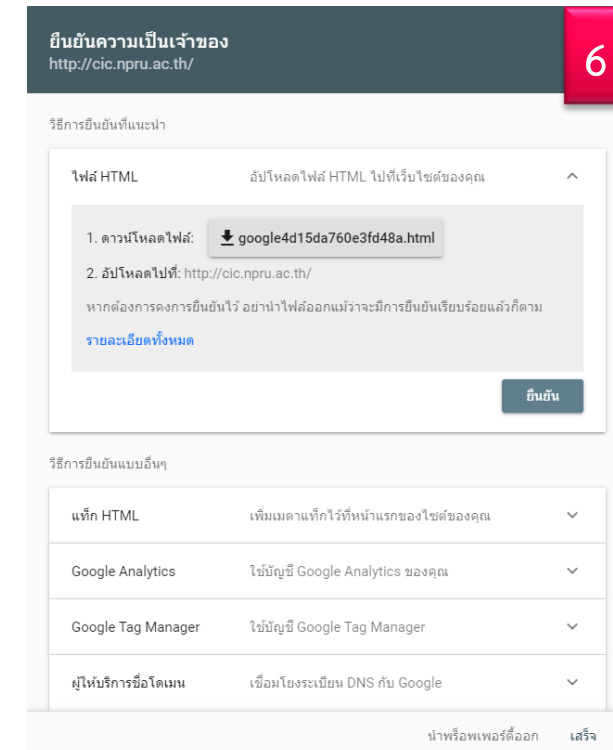 ยืนยันความเป็นเจ้าของ
http://cic.npru.ac.th/
6
วิธีการยืนยันที่แนะนำ
ไฟล์ HTML อัปโหลดไฟล์ HTML ไปที่เว็บไซต์ของคุณ
1. ดาวน์โหลดไฟล์: google4d15da760e3fd48a.html
2. อัปโหลดไปที่: http://cic.npru.ac.th/
หากต้องการคงการยืนยันไว้ อย่านำไฟล์ออกแม้ว่าจะมีการยืนยันเรียบร้อยแล้วก็ตาม
รายละเอียดทั้งหมด
ยืนยัน
วิธีการยืนยันแบบอื่นๆ
แท็ก HTML เพิ่มเมตาแท็กไว้ที่หน้าแรกของไซต์ของคุณ
Google Analytics ใช้บัญชี Google Analytics ของคุณ
Google Tag Manager ใช้บัญชี Google Tag Manager
ผู้ให้บริการชื่อโดเมน เชื่อมโยงระเบียน DNS กับ Google
นำพร็อพเพอร์ตี้ออก เสร็จ